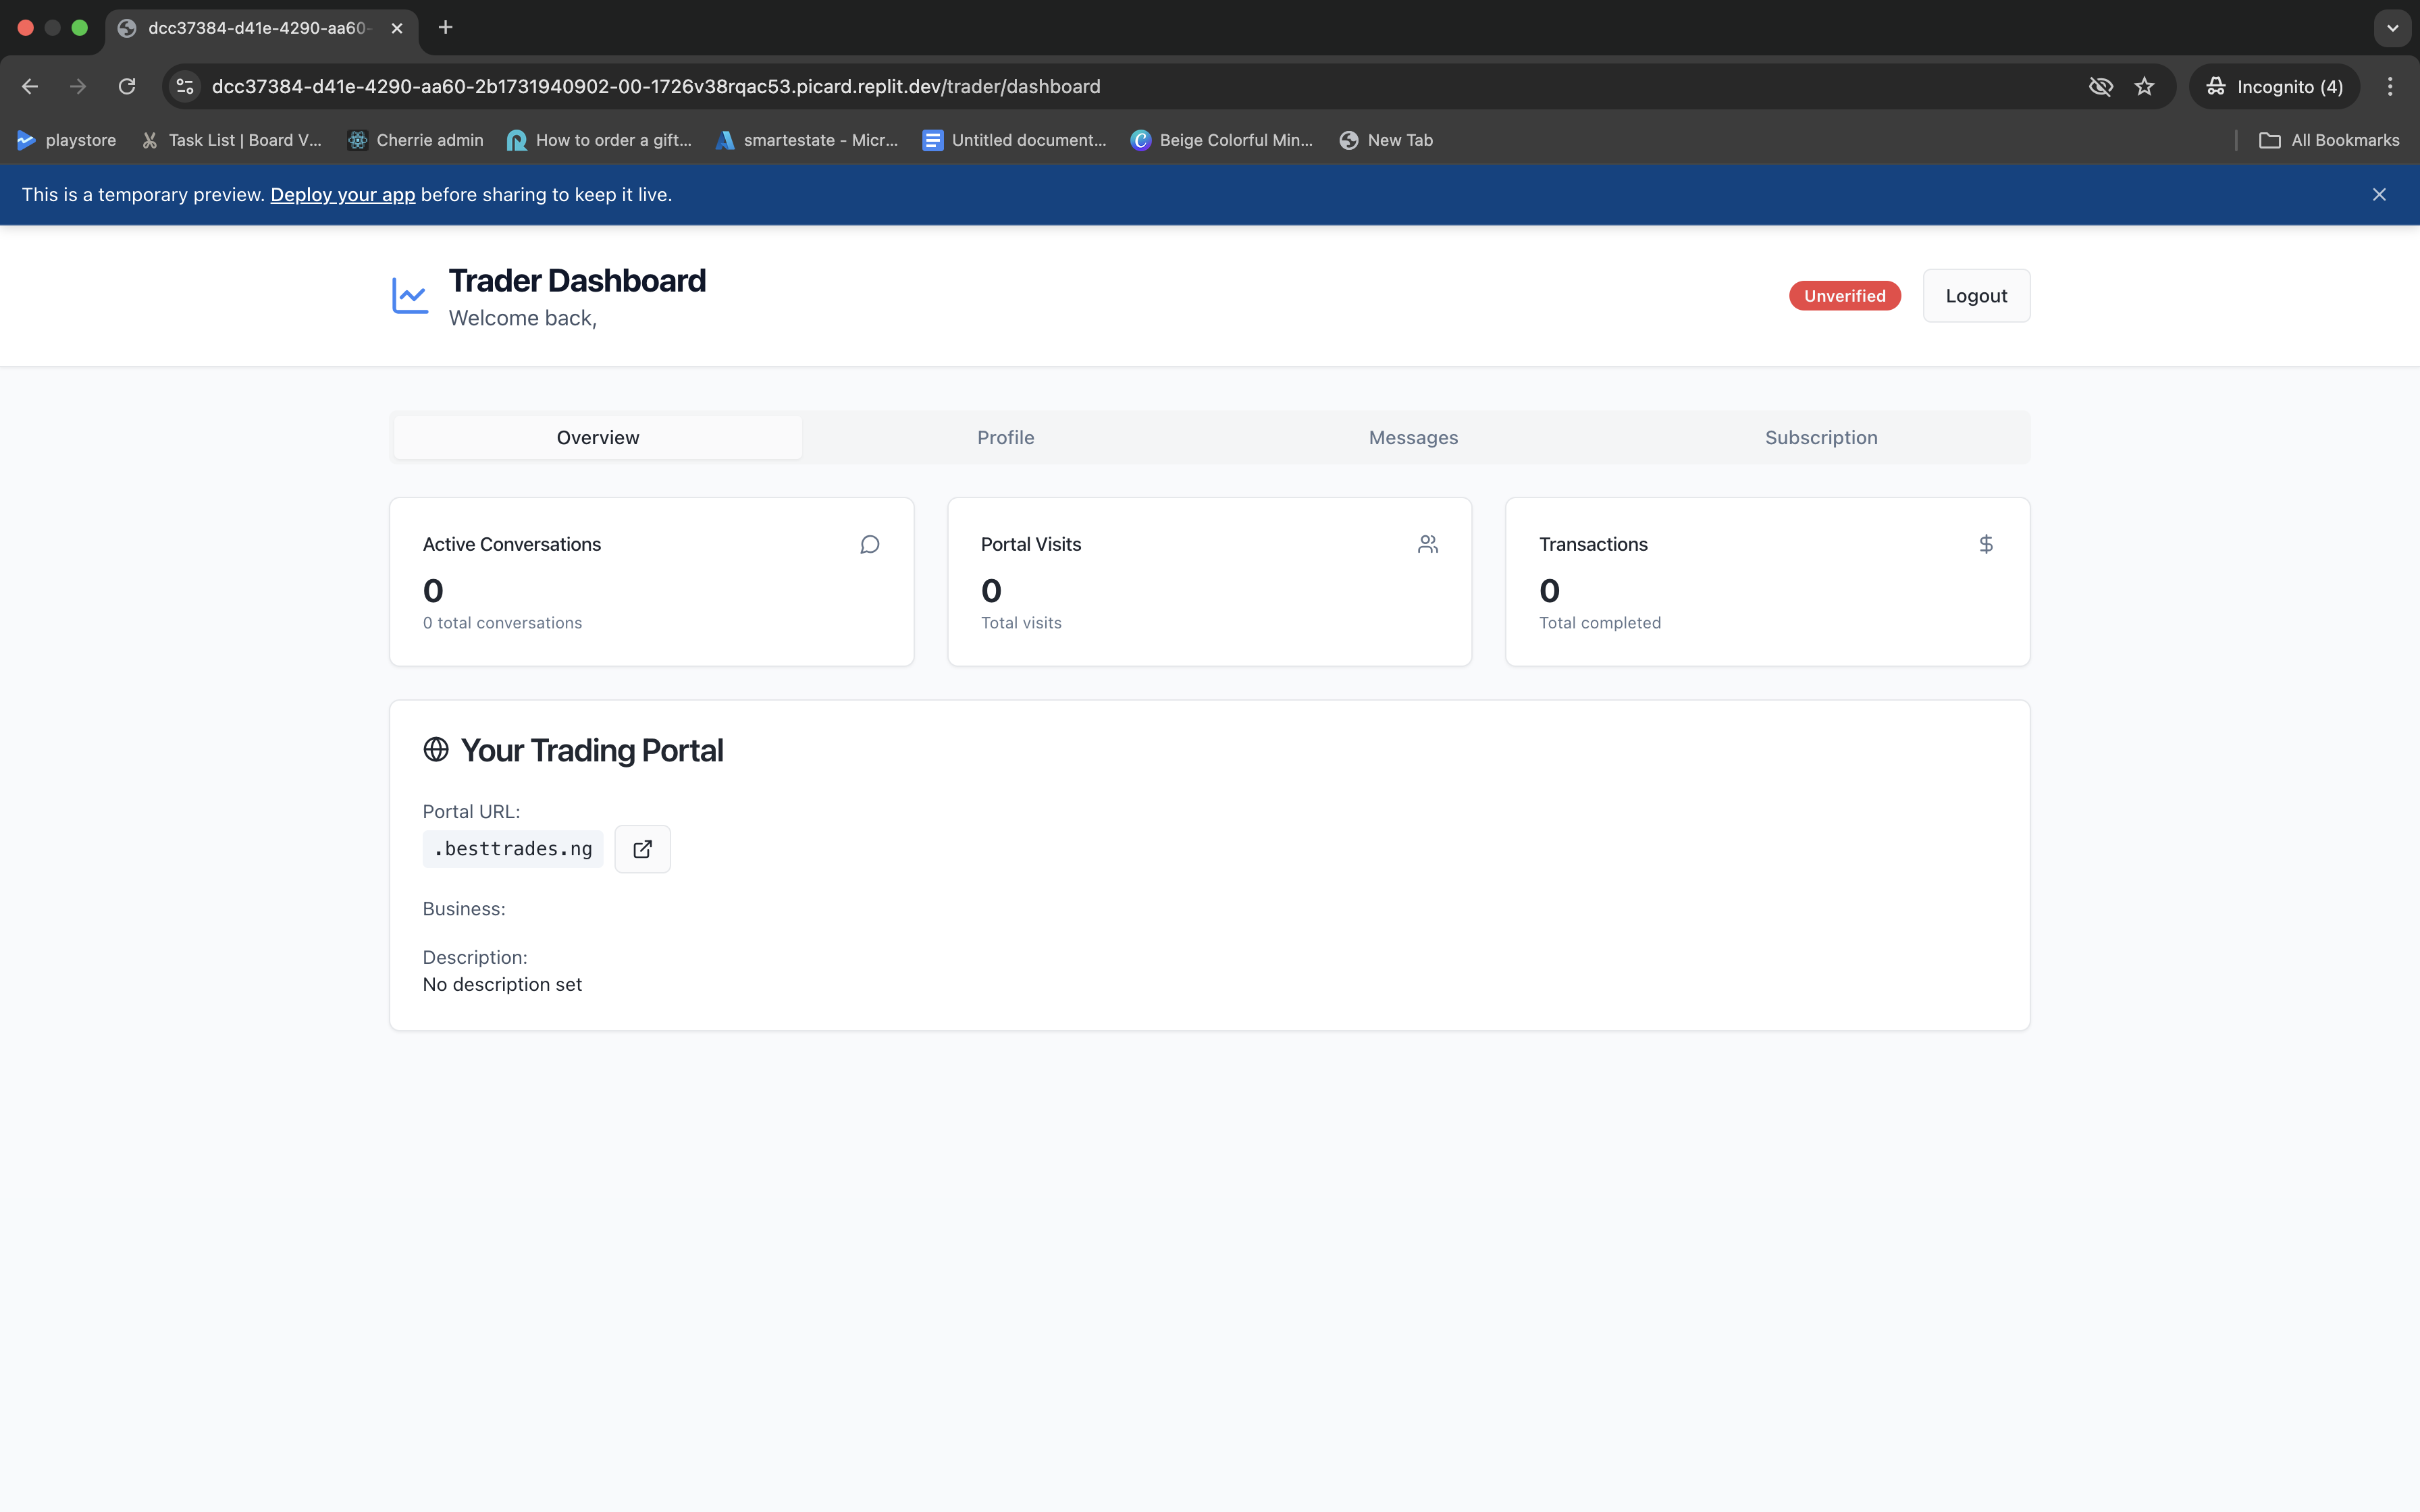 dcc37384-d41e-4290-aa60-
dcc37384-d41e-4290-aa60-2b1731940902-00-1726v38rqac53.picard.replit.dev/trader/dashboard
Incognito (4)
playstore
Task List | Board V...
Cherrie admin
How to order a gift...
smartestate - Micr...
Untitled document...
Beige Colorful Min...
New Tab
All Bookmarks
This is a temporary preview. Deploy your app before sharing to keep it live.
Trader Dashboard
Welcome back,
Unverified
Logout
Overview
Profile
Messages
Subscription
Active Conversations
0
0 total conversations
Portal Visits
0
Total visits
Transactions
$
0
Total completed
Your Trading Portal
Portal URL:
.besttrades.ng
Business:
Description:
No description set